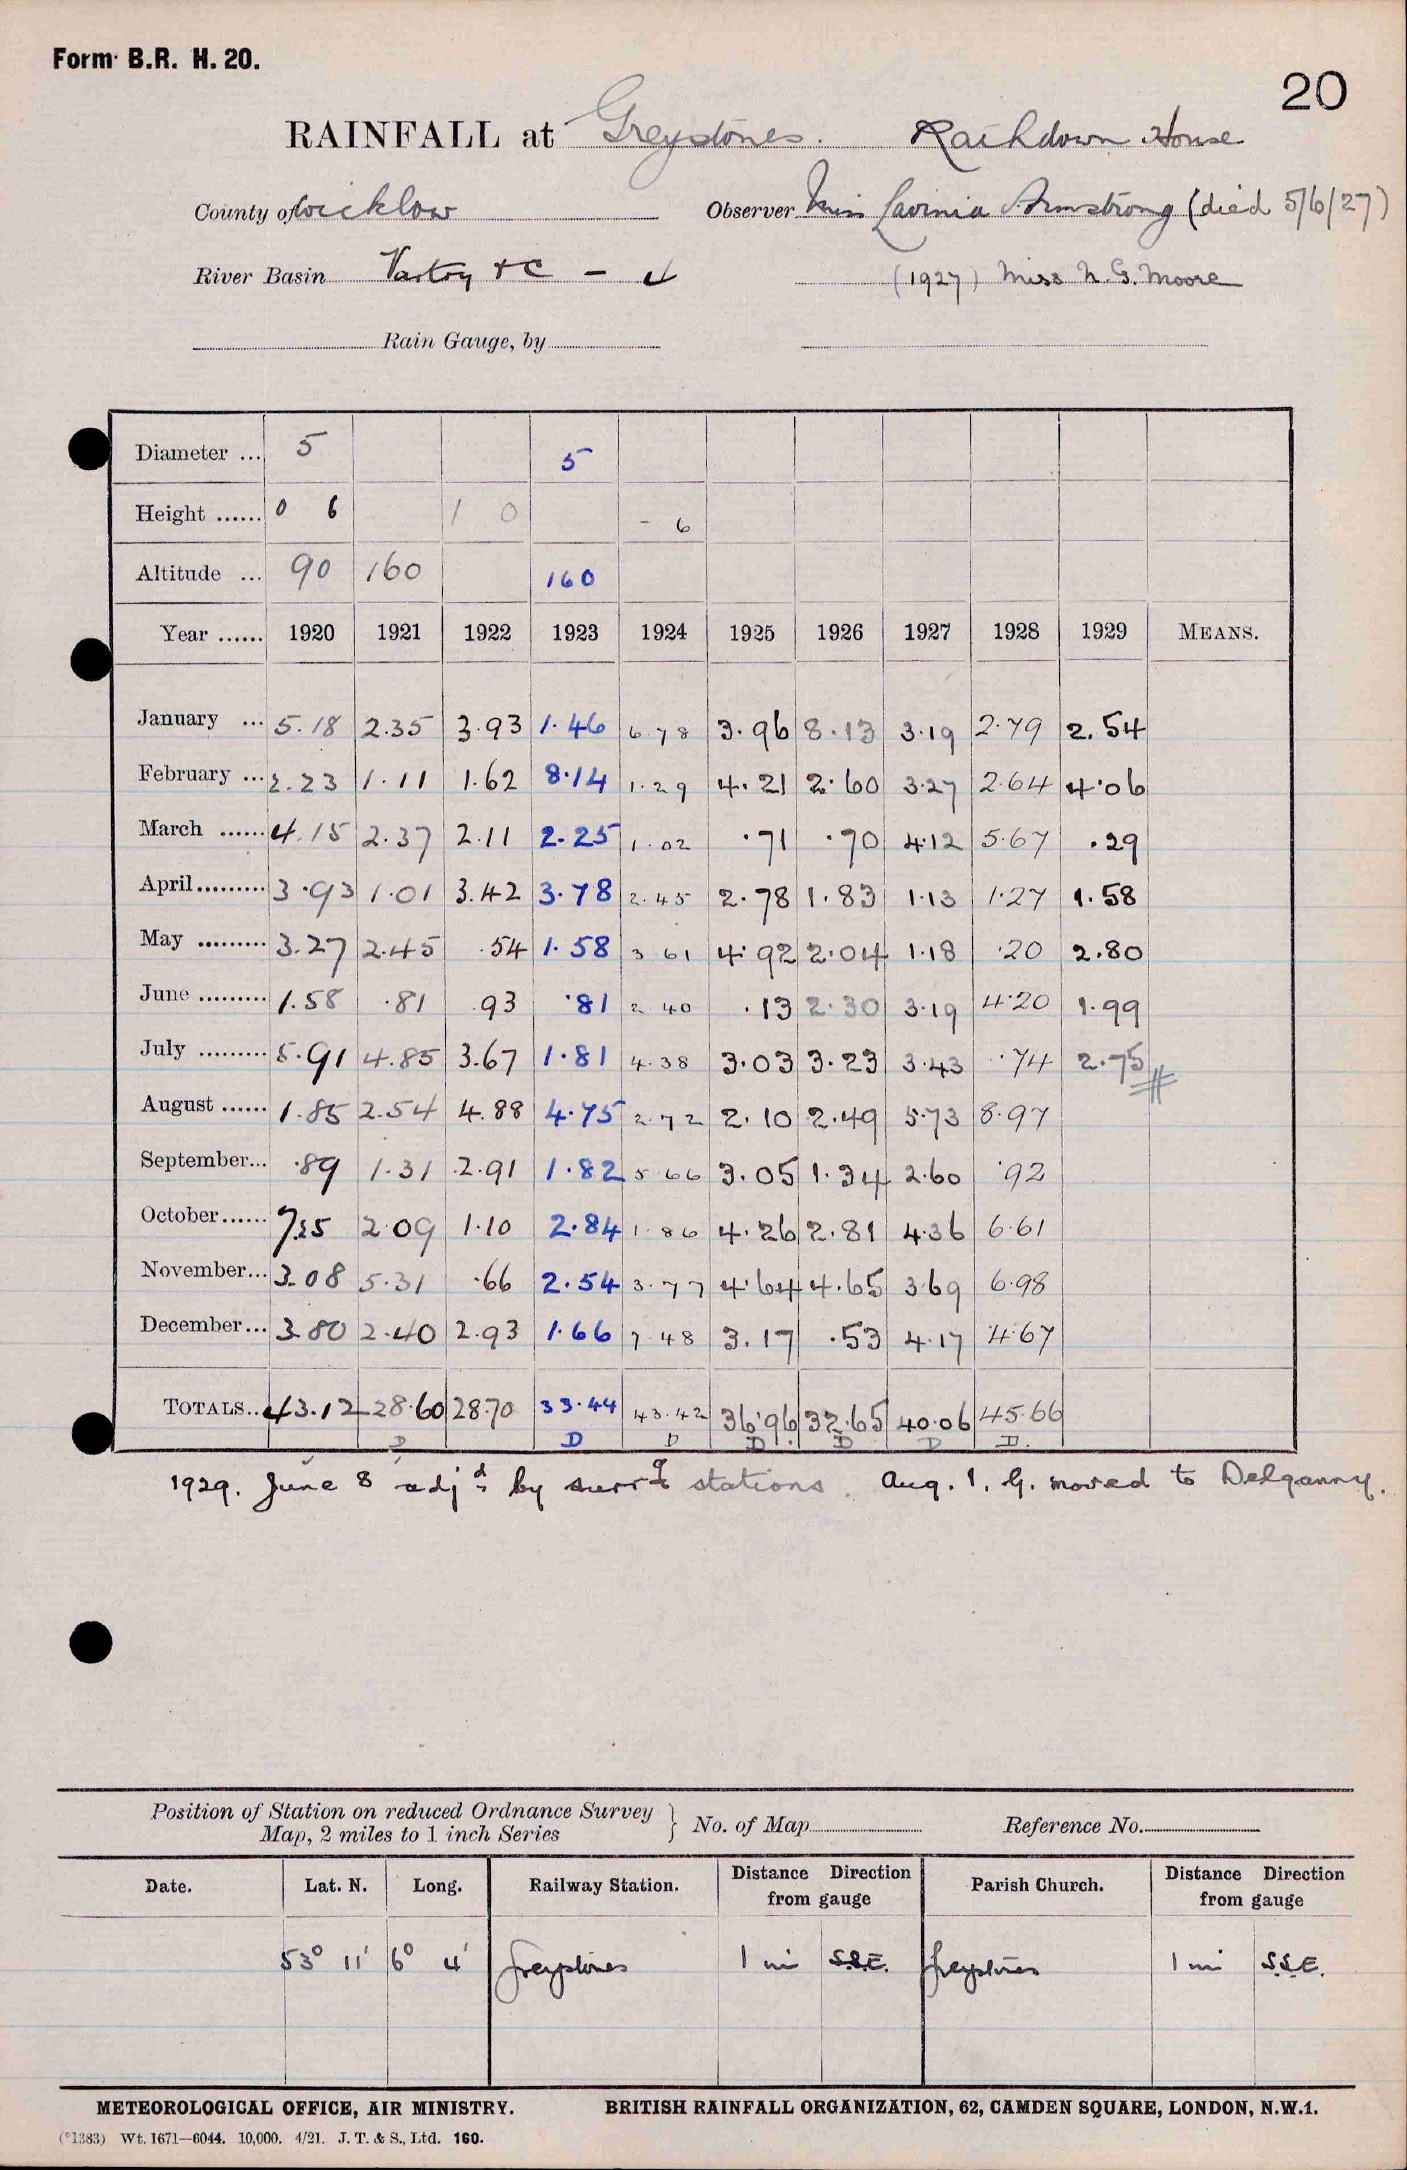 Form B.R. H. 20.
20
RAINFALL at Greystones. Rathdown House
County of Wicklow Observer Miss Lavinia Armstrong (died 5/6/27)
River Basin Vartry &C - 4 (1927) Miss N. G. Moore
Rain Gauge, by
Diameter ... 5 5
Height ...... 0 6 1 0 - 6
Altitude ... 90 160 160
Year ...... 1920 1921 1922 1923 1924 1925 1926 1927 1928 1929 MEANS.
January ... 5.18 2.35 3.93 1.46 6.78 3.96 8.13 3.19 2.79 2.54
February ... 2.23 1.11 1.62 8.14 1.29 4.21 2.60 3.27 2.64 4.06
March ...... 4.15 2.37 2.11 2.25 1.02 .71 .70 4.12 5.67 .29
April......... 3.93 1.01 3.42 3.78 2.45 2.78 1.83 1.13 1.27 1.58
May ......... 3.27 2.45 .54 1.58 3.61 4.92 2.04 1.18 .20 2.80
June ......... 1.58 .81 .93 .81 2.40 .13 2.30 3.19 4.20 1.99
July ......... 5.91 4.85 3.67 1.81 4.38 3.03 3.23 3.43 .74 2.75
August ...... 1.85 2.54 4.88 4.75 2.72 2.10 2.49 5.73 8.97
September... .89 1.31 2.91 1.82 5.66 3.05 1.34 2.60 .92
October...... 7.25 2.09 1.10 2.84 1.86 4.26 2.81 4.36 6.61
November... 3.08 5.31 .66 2.54 3.77 4.64 4.65 3.69 6.98
December... 3.80 2.40 2.93 1.66 7.48 3.17 .53 4.17 4.67
TOTALS... 43.12 28.60 28.70 33.44 43.42 36.96 32.65 40.06 45.66
D D D D D D D
1929. June 8 adjd by surrg stations. Aug. 1. G. moved to Delganny.
Position of Station on reduced Ordnance Survey
Map, 2 miles to 1 inch Series } No. of Map Reference No.
Date. Lat. N. Long. Railway Station. Distance Direction from gauge Parish Church. Distance Direction from gauge
53° 11' 6° 4' Greystones 1 mi S.S.E. Greystones 1 mi S.S.E.
METEOROLOGICAL OFFICE, AIR MINISTRY. BRITISH RAINFALL ORGANIZATION, 62, CAMDEN SQUARE, LONDON, N.W.1.
(*1383) Wt. 1671—6044. 10,000. 4/21. J. T. & S., Ltd. 160.